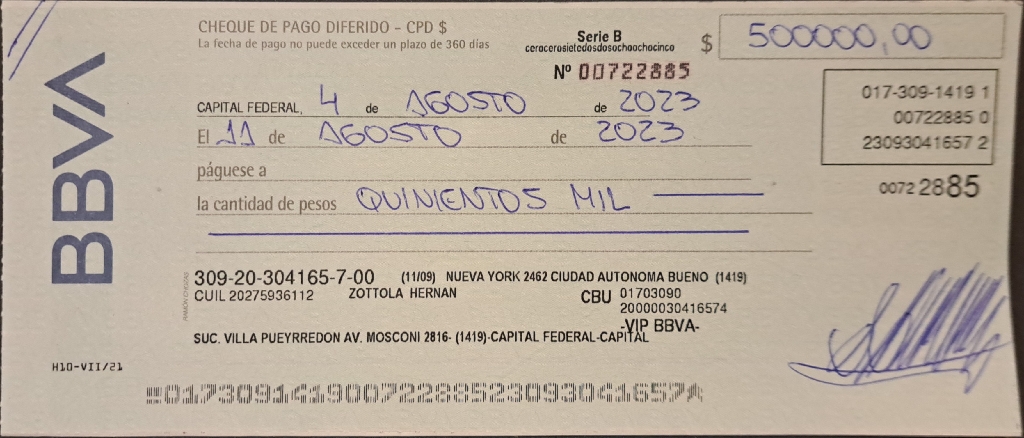 BBVA
CHEQUE DE PAGO DIFERIDO - CPD $
La fecha de pago no puede exceder un plazo de 360 días
Serie B
cerocerosietedosdosochoochocinco
Nº 00722885
$ 500000,00
CAPITAL FEDERAL, 4 de AGOSTO de 2023
El 11 de AGOSTO de 2023
páguese a
la cantidad de pesos QUINIENTOS MIL
017-309-1419 1
00722885 0
23093041657 2
0072 2885
309-20-304165-7-00 (11/09) NUEVA YORK 2462 CIUDAD AUTONOMA BUENO (1419)
CUIL 20275936112 ZOTTOLA HERNAN CBU 01703090
20000030416574
-VIP BBVA-
SUC. VILLA PUEYRREDON AV. MOSCONI 2816- (1419)-CAPITAL FEDERAL-CAPITAL
H10-VII/21
01730914190072288523093041657